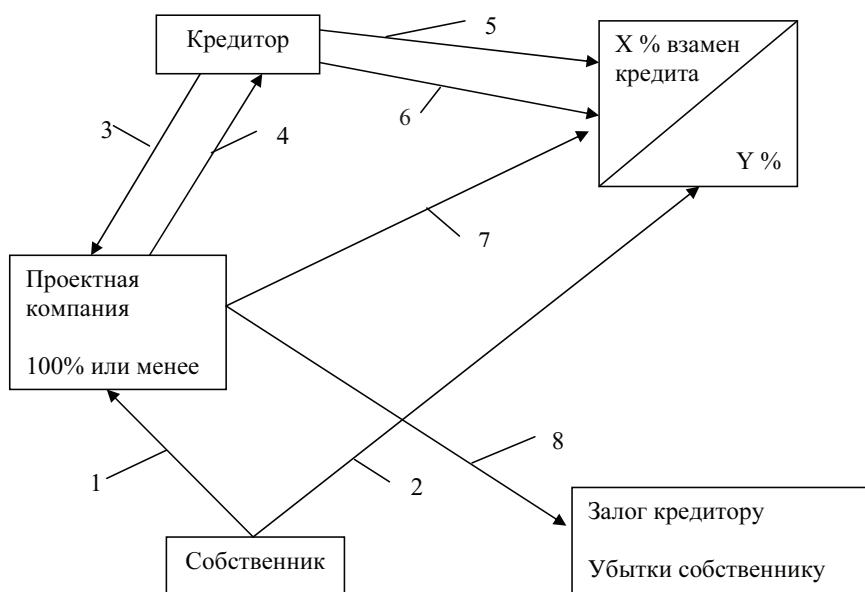 Кредитор
5
X % взамен
кредита
6
3
4
Y %
7
Проектная
компания
100% или менее
8
1
2
Залог кредитору
Собственник
Убытки собственнику